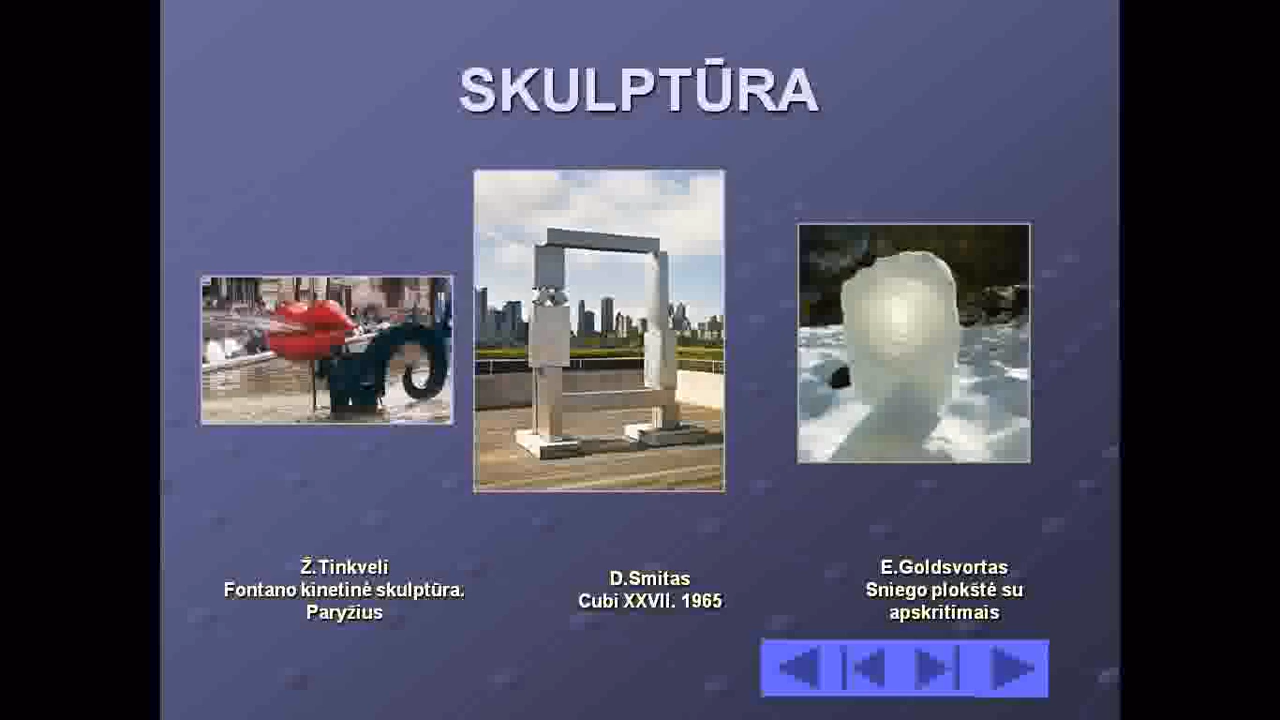 SKULPTŪRA
Ž.Tinkveli
Fontano kinetinė skulptūra.
Paryžius
D.Smitas
Cubi XXVII. 1965
E.Goldsvortas
Sniego plokštė su
apskritimais